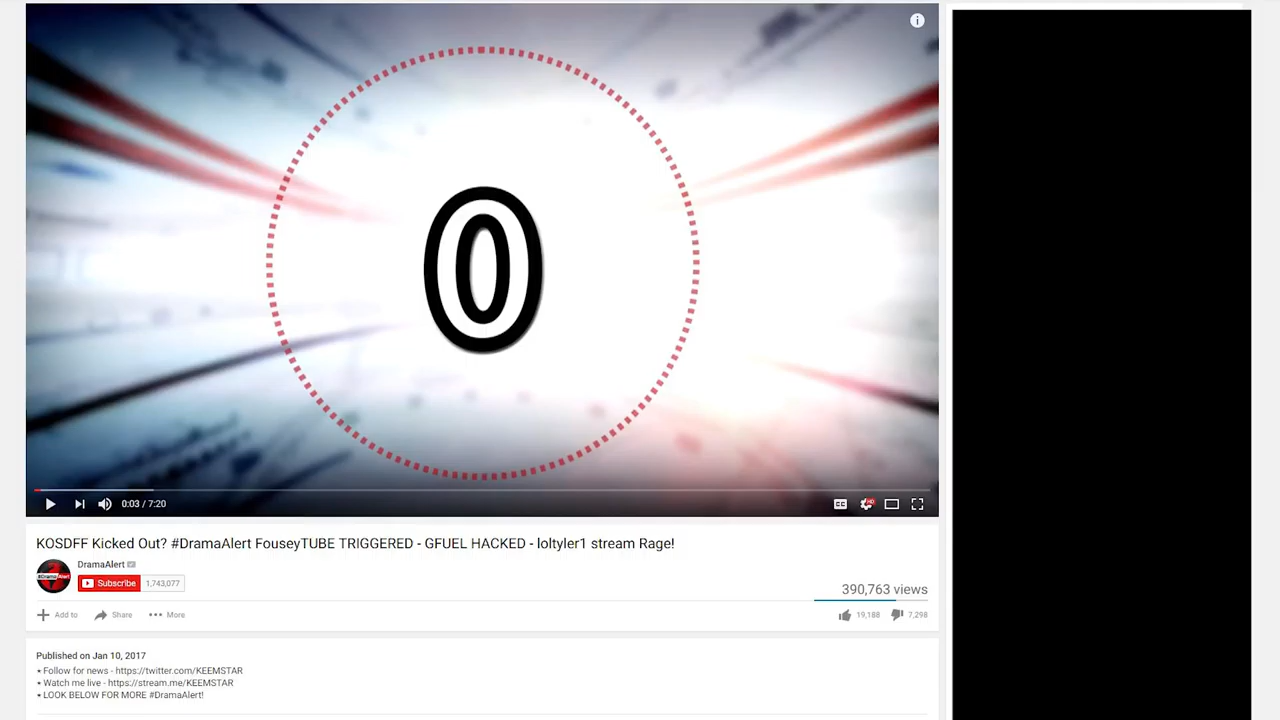 0
0:03 / 7:20
KOSDFF Kicked Out? #DramaAlert FouseyTUBE TRIGGERED - GFUEL HACKED - loltyler1 stream Rage!
#DramaAlert
DramaAlert
Subscribe 1,743,077
390,763 views
Add to Share More
19,188 7,298
Published on Jan 10, 2017
★ Follow for news - https://twitter.com/KEEMSTAR
★ Watch me live - https://stream.me/KEEMSTAR
★ LOOK BELOW FOR MORE #DramaAlert!